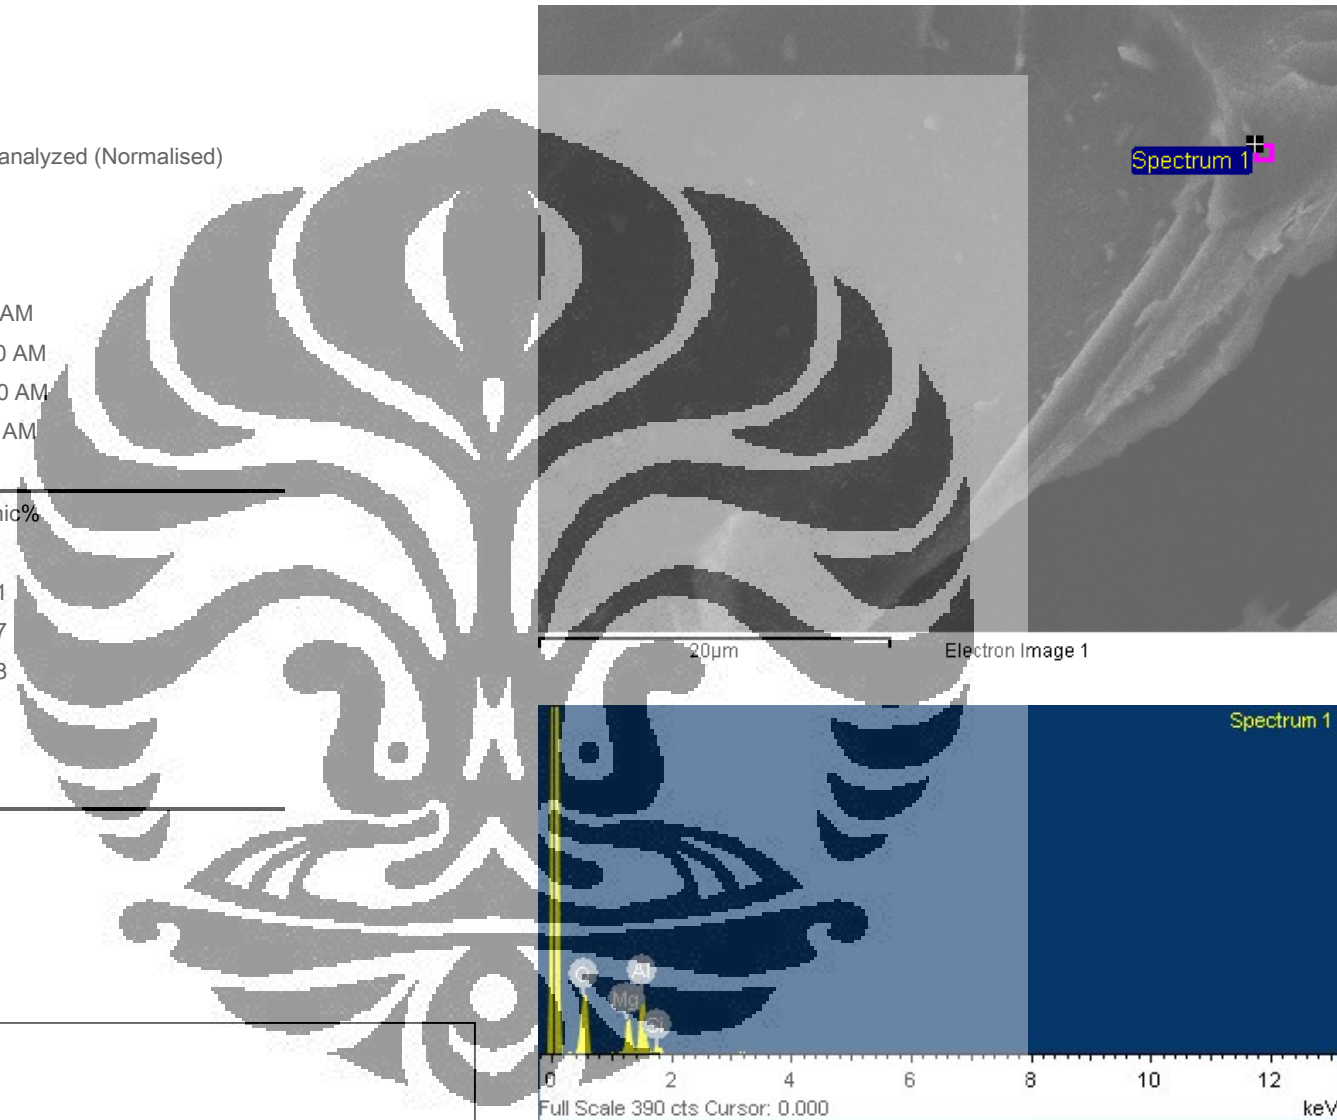 analyzed (Normalised)
AM
0 AM
0 AM
AM
nic%
1
7
3
Spectrum 1
20µm
Electron Image 1
Spectrum 1
O
Mg
Al
Si
0 2 4 6 8 10 12
Full Scale 390 cts Cursor: 0.000
keV